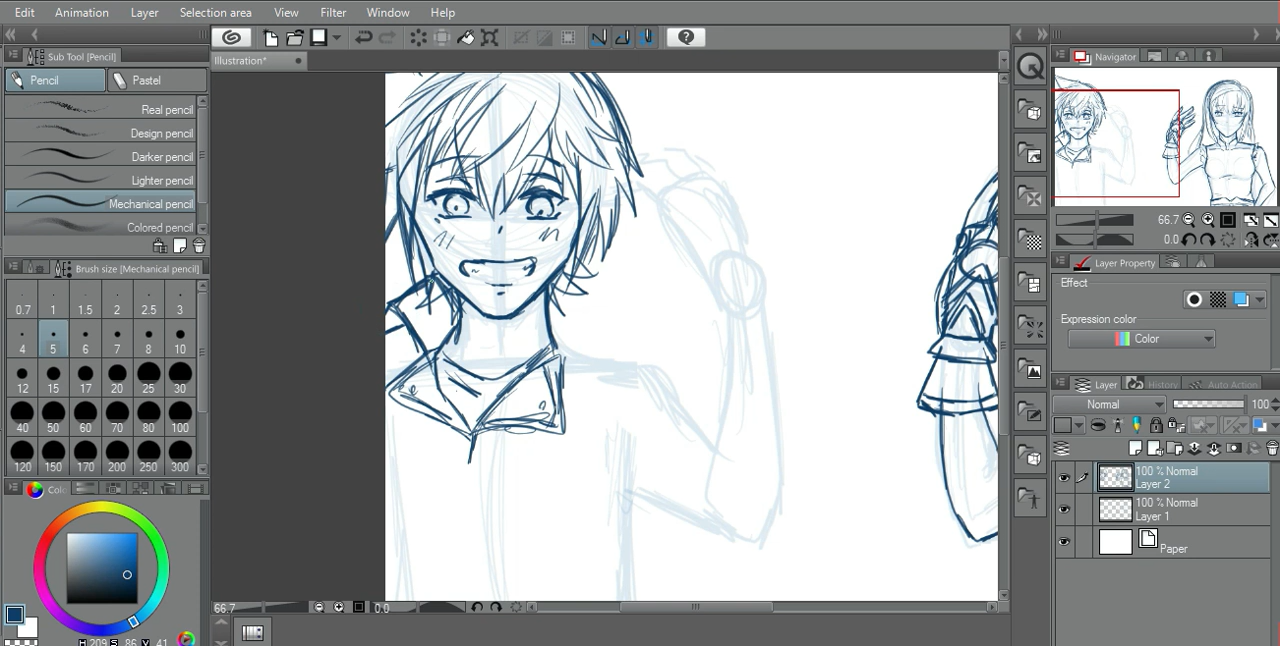 Edit Animation Layer Selection area View Filter Window Help
Sub Tool [Pencil]
Pencil Pastel
Real pencil
Design pencil
Darker pencil
Lighter pencil
Mechanical pencil
Colored pencil
Brush size [Mechanical pencil]
0.7 1 1.5 2 2.5 3
4 5 6 7 8 10
12 15 17 20 25 30
40 50 60 70 80 100
120 150 170 200 250 300
Colo
H 209 S 86 V 41
Illustration*
66.7 0.0
Navigator
66.7
0.0
Layer Property
Effect
Expression color
Color
Layer History Auto Action
Normal 100
100 % Normal
Layer 2
100 % Normal
Layer 1
Paper